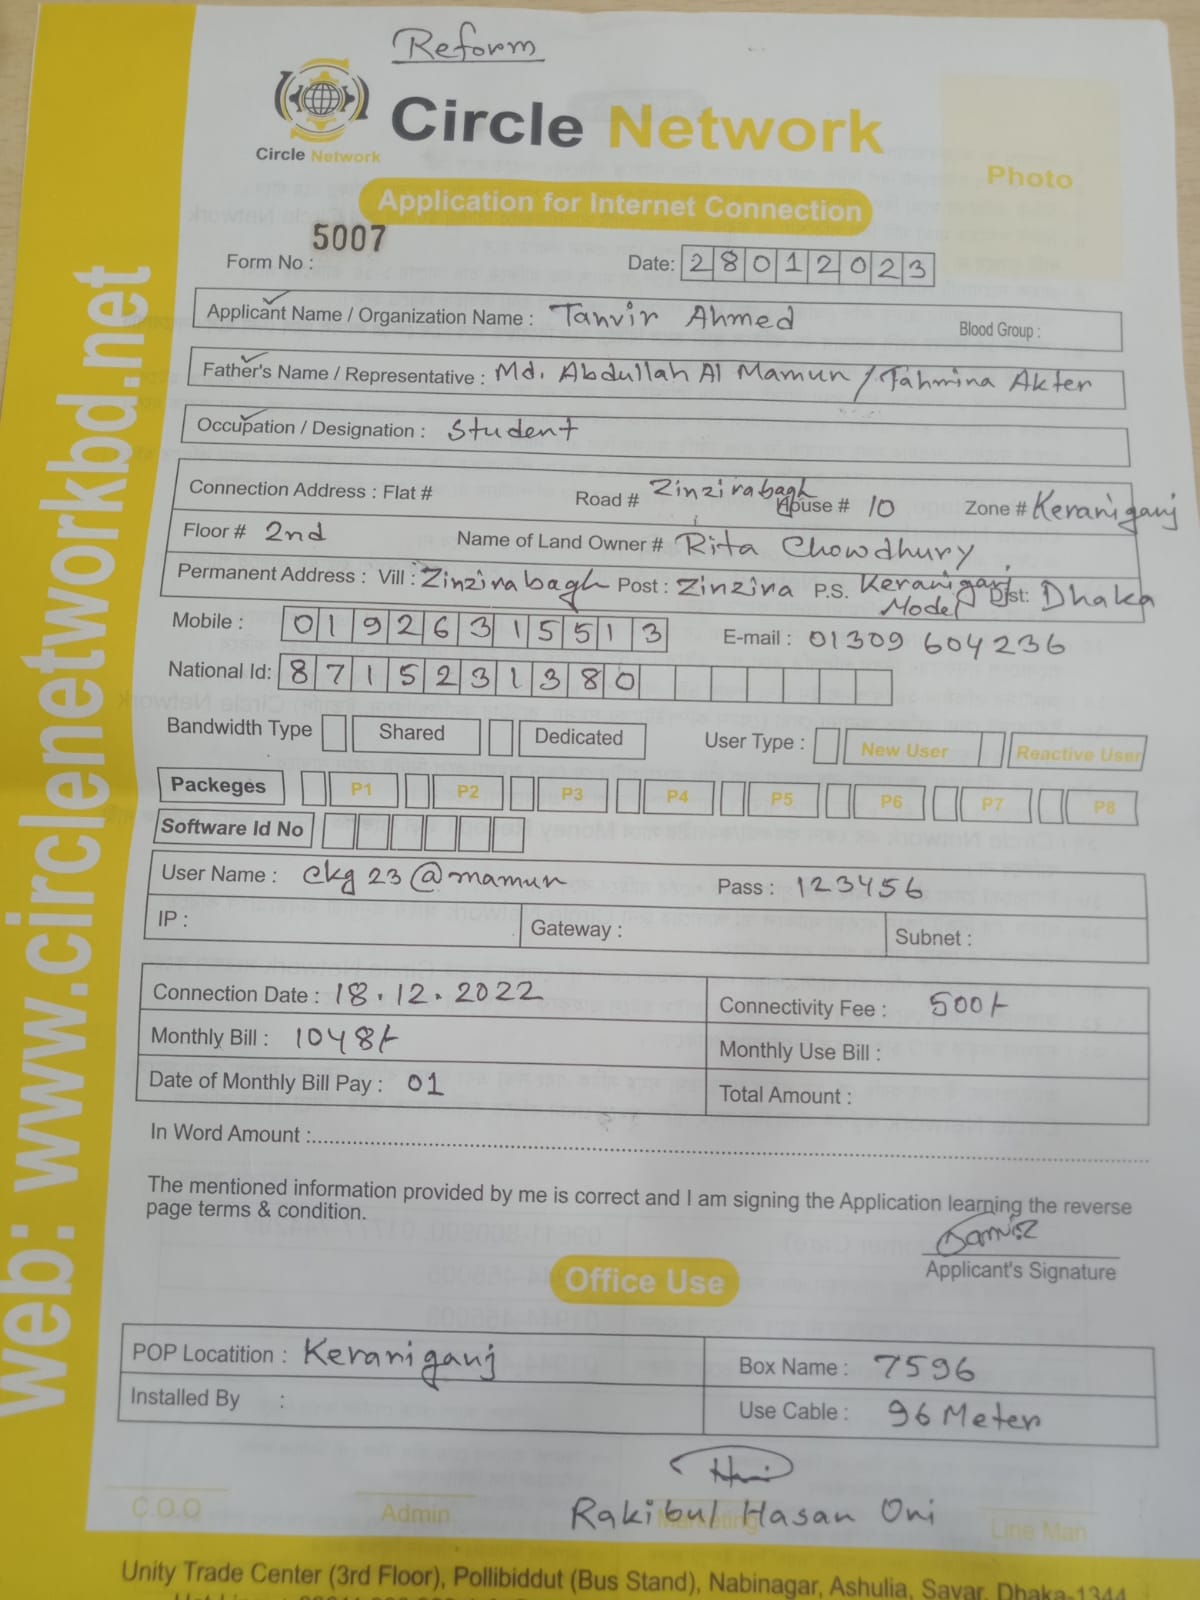 Reform
Circle Network
Circle Network
Photo
Application for Internet Connection
Form No : 5007
Date: 28012023
Applicant Name / Organization Name : Tanvir Ahmed Blood Group :
Father's Name / Representative : Md. Abdullah Al Mamun / Tahmina Akter
Occupation / Designation : Student
Connection Address : Flat # Road # Zinzirabagh House # 10 Zone # Keraniganj
Floor # 2nd Name of Land Owner # Rita Chowdhury
Permanent Address : Vill : Zinzirabagh Post : Zinzira P.S. Keraniganj Model Dist: Dhaka
Mobile : 01926315513 E-mail : 01309 604236
National Id: 8715231380
Bandwidth Type Shared Dedicated User Type : New User Reactive User
Packeges P1 P2 P3 P4 P5 P6 P7 P8
Software Id No
User Name : ckg23@mamun Pass : 123456
IP : Gateway : Subnet :
Connection Date : 18.12.2022 Connectivity Fee : 500/-
Monthly Bill : 1048/- Monthly Use Bill :
Date of Monthly Bill Pay : 01 Total Amount :
In Word Amount :
The mentioned information provided by me is correct and I am signing the Application learning the reverse
page terms & condition.
Applicant's Signature
Office Use
POP Locatition : Keraniganj Box Name : 7596
Installed By : Use Cable : 96 Meter
Rakibul Hasan Oni
C.O.O Admin Marketing Line Man
Unity Trade Center (3rd Floor), Pollibiddut (Bus Stand), Nabinagar, Ashulia, Savar, Dhaka-1344
web: www.circlenetworkbd.net